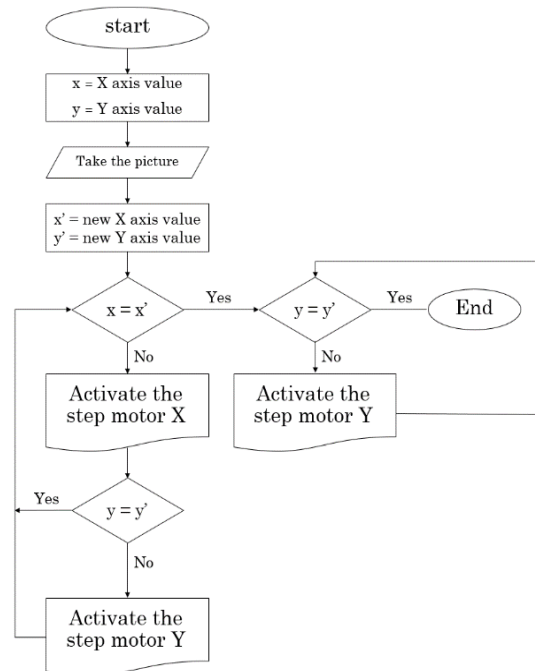 start
x = X axis value
y = Y axis value
Take the picture
x’ = new X axis value
y’ = new Y axis value
x = x’
Yes
y = y’
Yes
End
No
No
Activate the
step motor X
Activate the
step motor Y
Yes
y = y’
No
Activate the
step motor Y